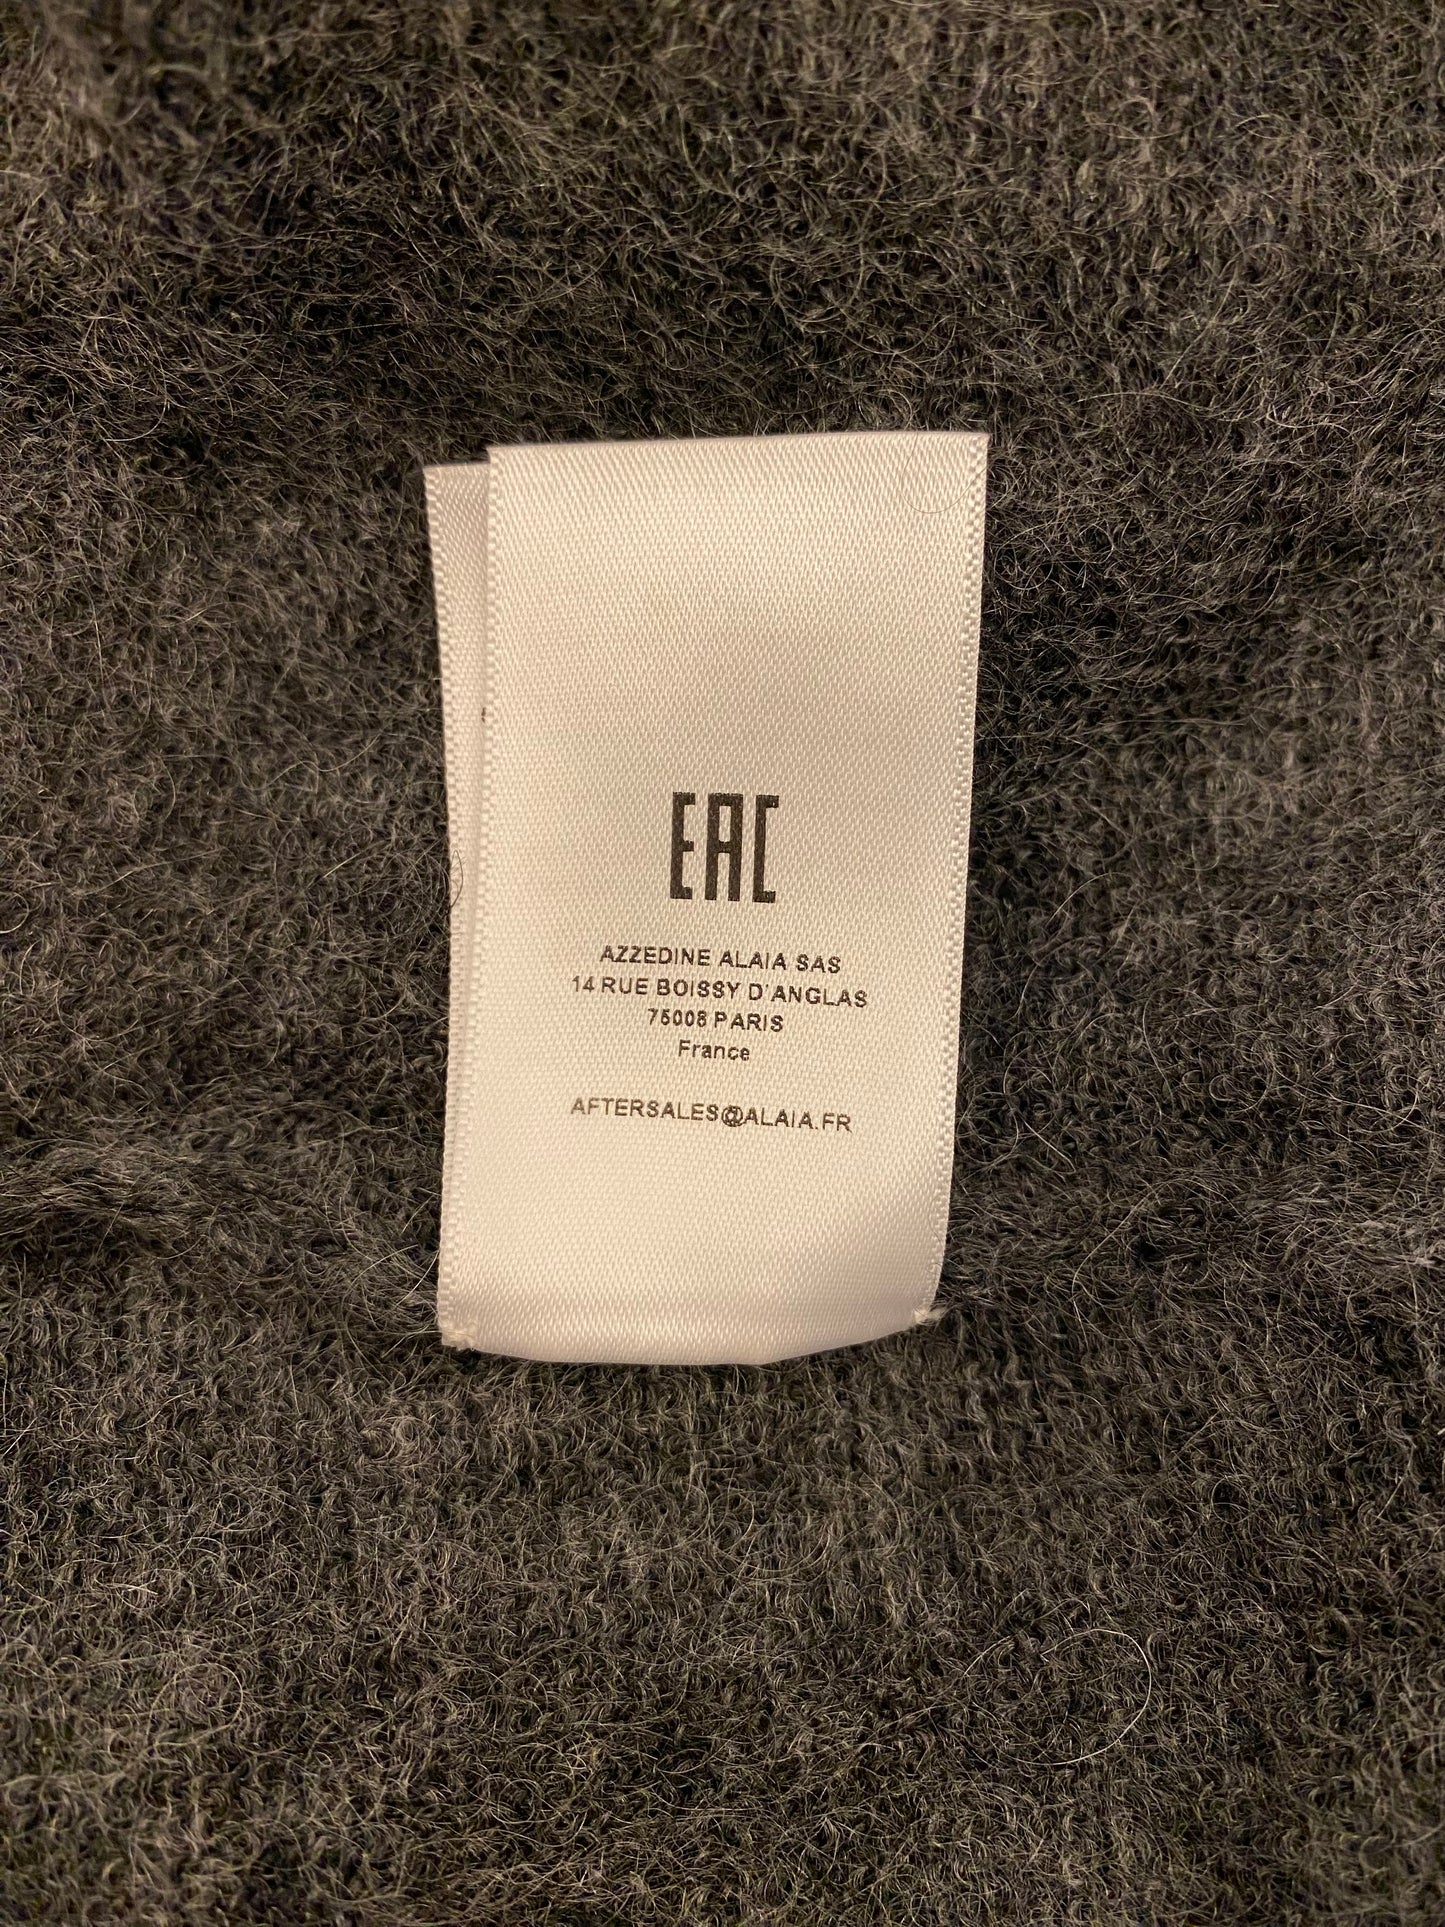 EAC
AZZEDINE ALAIA SAS
14 RUE BOISSY D'ANGLAS
75008 PARIS
France
AFTERSALES@ALAIA.FR